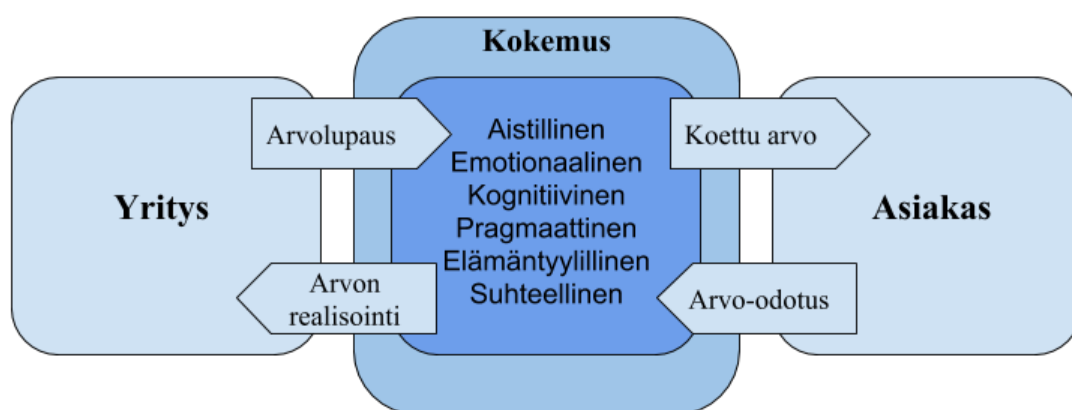 Kokemus
Yritys
Arvolupaus
Arvon
realisointi
Aistillinen
Emotionaalinen
Kognitiivinen
Pragmaattinen
Elämäntyylillinen
Suhteellinen
Koettu arvo
Arvo-odotus
Asiakas